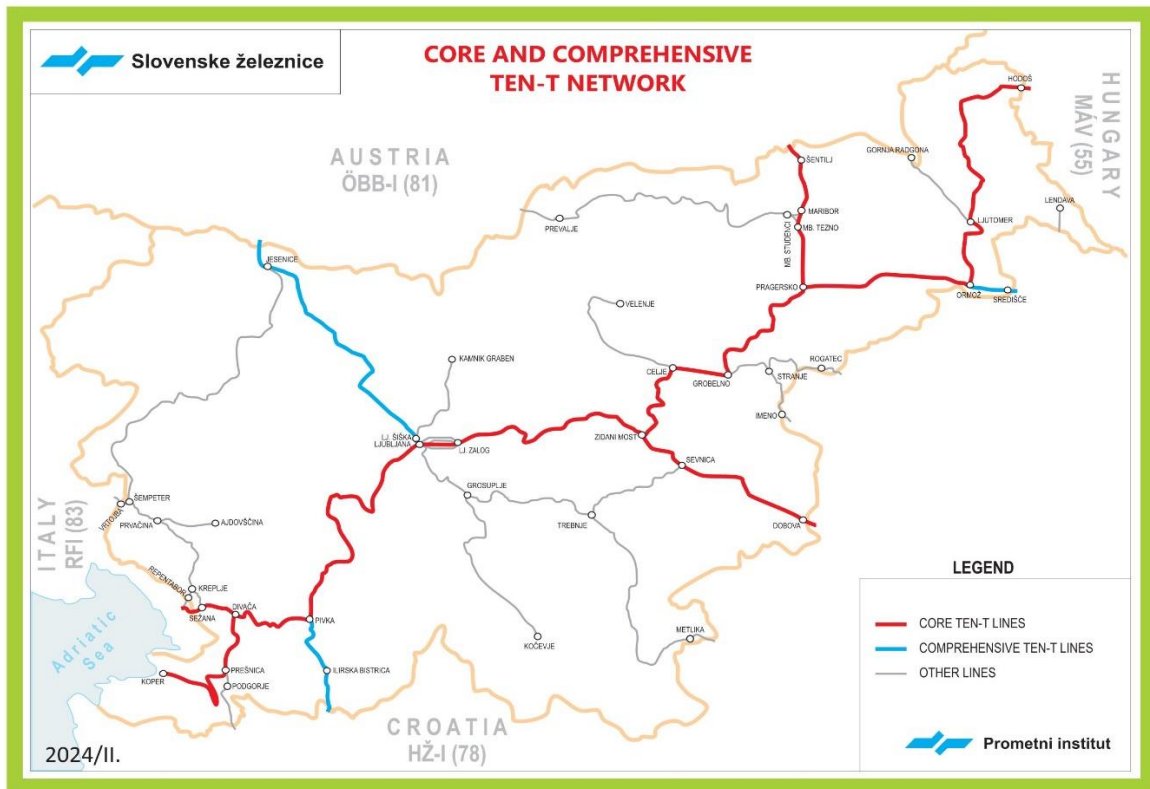 Slovenske železnice
CORE AND COMPREHENSIVE
TEN-T NETWORK
HUNGARY
MÁV (55)
HODOŠ
AUSTRIA
ÖBB-I (81)
ŠENTILJ
GORNJA RADGONA
LENDAVA
PREVALJE
MARIBOR
MB. STUDENCI
MB. TEZNO
LJUTOMER
JESENICE
PRAGERSKO
ORMOŽ
SREDIŠČE
VELENJE
KAMNIK GRABEN
CELJE
GROBELNO
STRANJE
ROGATEC
IMENO
LJ. ŠIŠKA
LJUBLJANA
LJ. ZALOG
ZIDANI MOST
SEVNICA
GROSUPLJE
TREBNJE
DOBOVA
ITALY
RFI (83)
VRTOJBA
ŠEMPETER
PRVAČINA
AJDOVŠČINA
REPENTABOR
KREPLJE
SEŽANA
DIVAČA
PIVKA
Adriatic
Sea
KOPER
PREŠNICA
PODGORJE
ILIRSKA BISTRICA
KOČEVJE
METLIKA
CROATIA
HŽ-I (78)
LEGEND
CORE TEN-T LINES
COMPREHENSIVE TEN-T LINES
OTHER LINES
Prometni institut
2024/II.